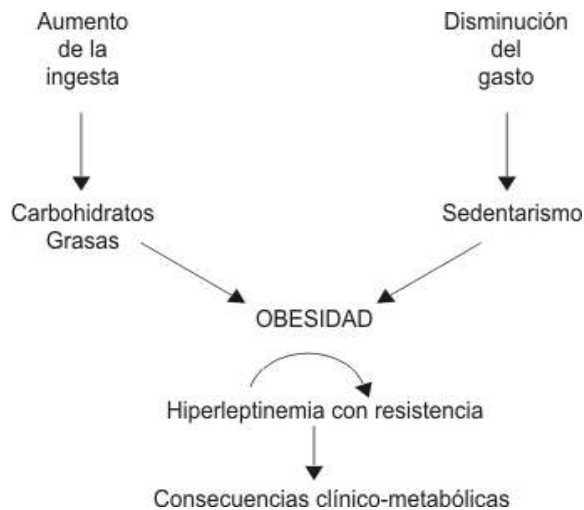 Aumento
de la
ingesta
Disminución
del
gasto
Carbohidratos
Grasas
Sedentarismo
OBESIDAD
Hiperleptinemia con resistencia
Consecuencias clínico-metabólicas